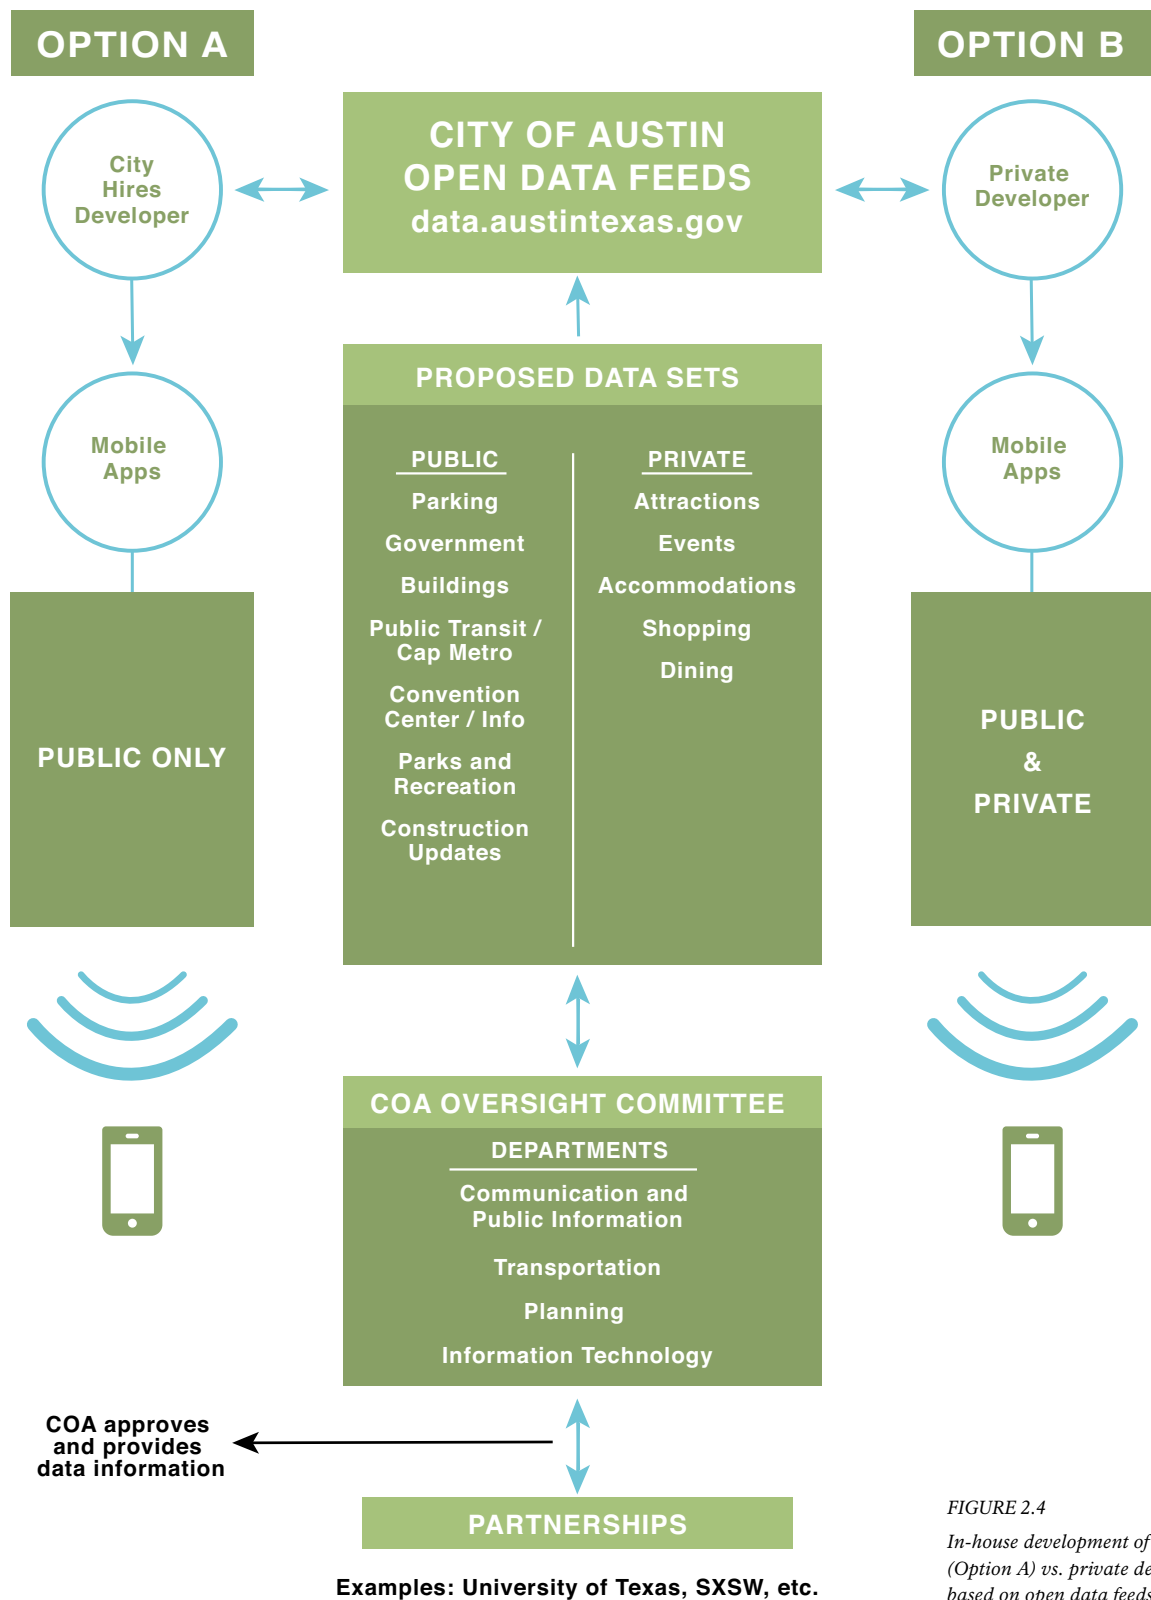 OPTION A
OPTION B
City
Hires
Developer
CITY OF AUSTIN
OPEN DATA FEEDS
data.austintexas.gov
Private
Developer
Mobile
Apps
PROPOSED DATA SETS
PUBLIC
Parking
Government
Buildings
Public Transit /
Cap Metro
Convention
Center / Info
Parks and
Recreation
Construction
Updates
PRIVATE
Attractions
Events
Accommodations
Shopping
Dining
Mobile
Apps
PUBLIC ONLY
PUBLIC
&
PRIVATE
COA OVERSIGHT COMMITTEE
DEPARTMENTS
Communication and
Public Information
Transportation
Planning
Information Technology
COA approves
and provides
data information
PARTNERSHIPS
Examples: University of Texas, SXSW, etc.
FIGURE 2.4
In-house development of
(Option A) vs. private de
based on open data feeds